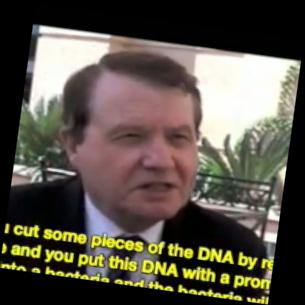 cut some pieces of the DNA by
and you put this DNA with a
a bacteria and the bacteria